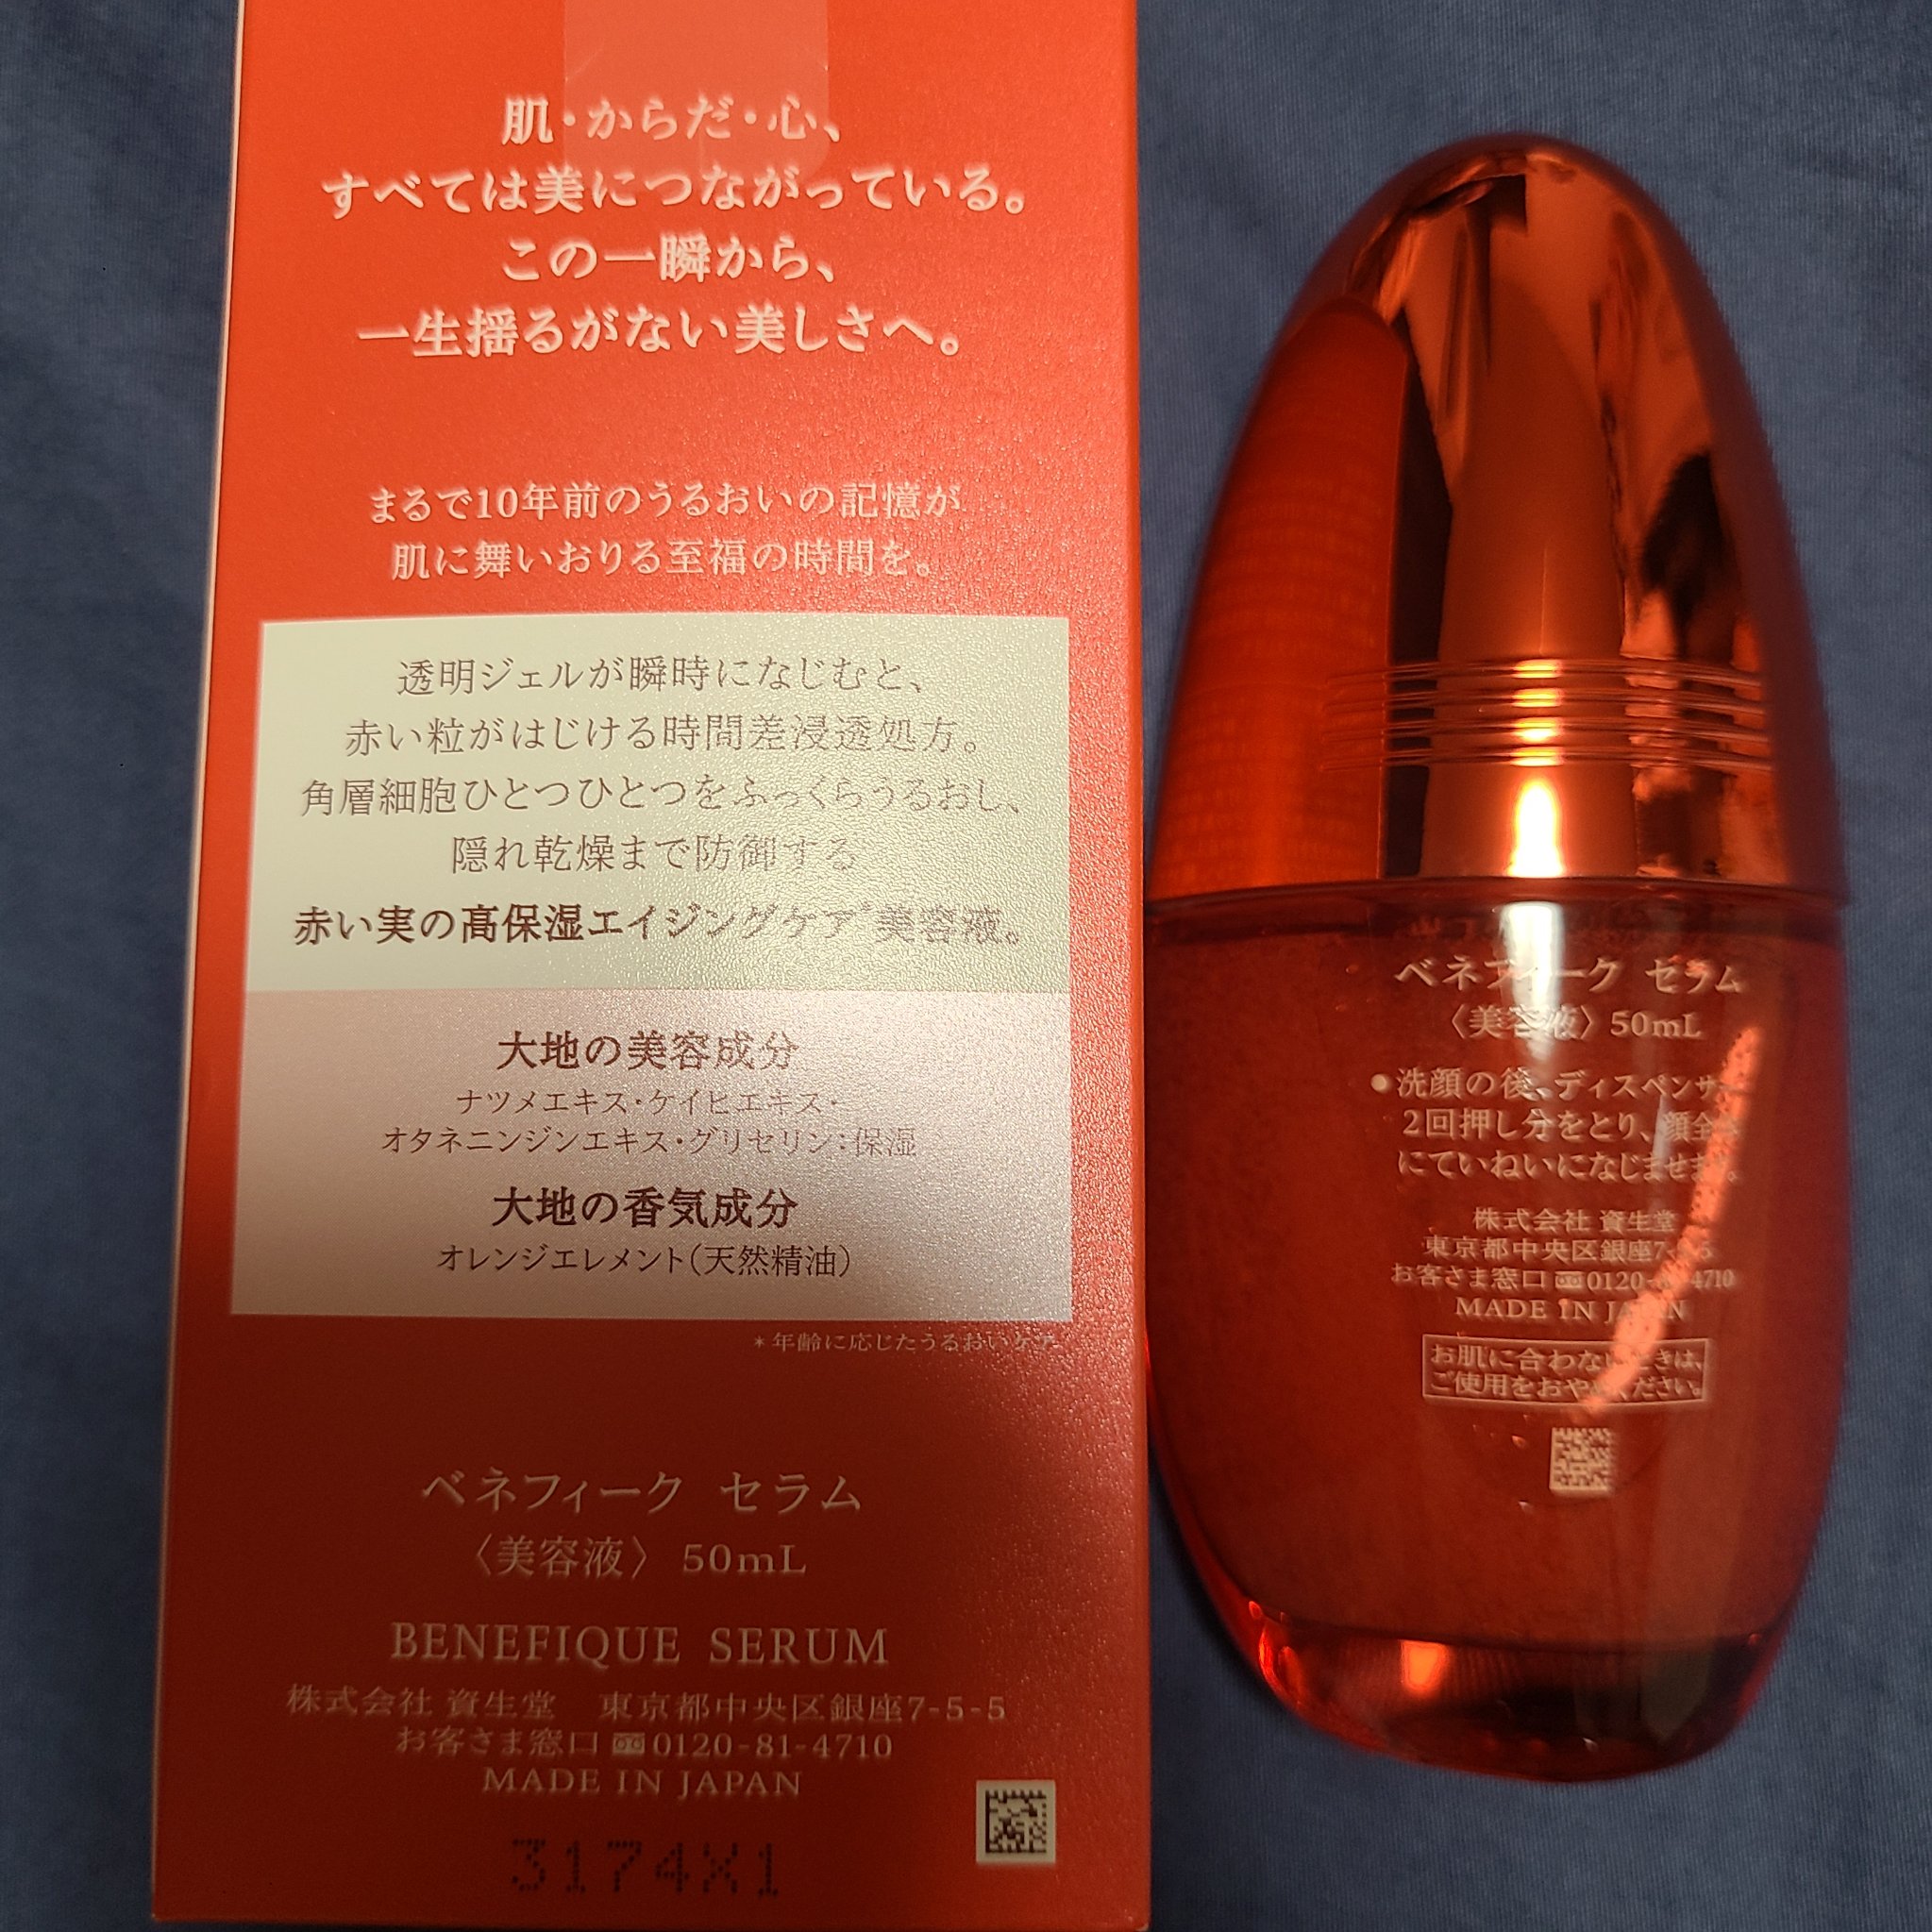 肌・からだ・心、
すべては美につながっている。
この一瞬から、
一生揺るがない美しさへ。
まるで10年前のうるおいの記憶が
肌に舞いおりる至福の時間を。
透明ジェルが瞬時になじむと、
赤い粒がはじける時間差浸透処方。
角層細胞ひとつひとつをふっくらうるおし、
隠れ乾燥まで防御する
赤い実の高保湿エイジングケア*美容液。
大地の美容成分
ナツメエキス・ケイヒエキス・
オタネニンジンエキス・グリセリン：保湿
大地の香気成分
オレンジエレメント（天然精油）
＊年齢に応じたうるおいケア
ベネフィーク セラム
〈美容液〉 50mL
BENEFIQUE SERUM
株式会社 資生堂　東京都中央区銀座7-5-5
お客さま窓口 0120-81-4710
MADE IN JAPAN
3174X1
ベネフィーク セラム
〈美容液〉 50mL
●洗顔の後、ディスペンサー
2回押し分をとり、顔全体
にていねいになじませます。
株式会社 資生堂
東京都中央区銀座7-5-5
お客さま窓口 0120-81-4710
MADE IN JAPAN
お肌に合わないときは、
ご使用をおやめください。